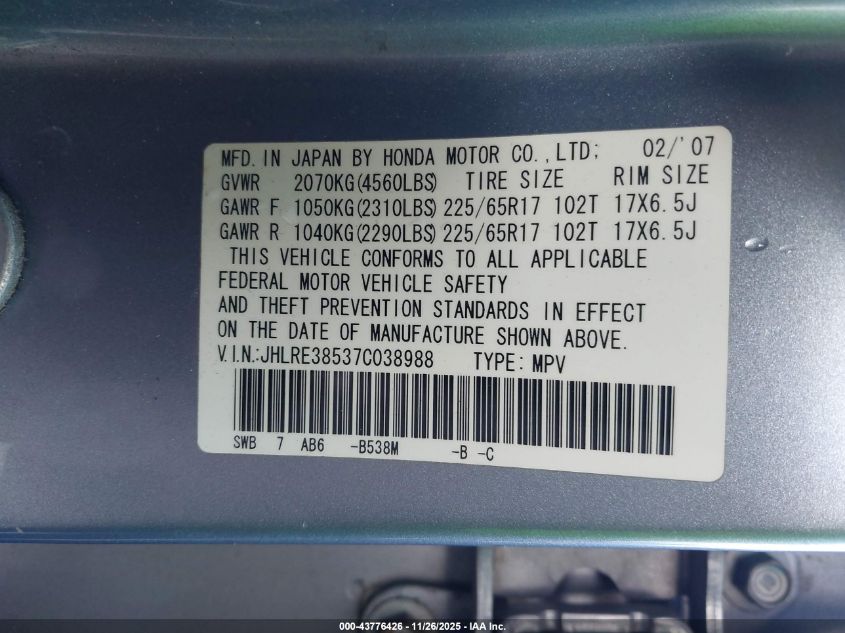 MFD. IN JAPAN BY HONDA MOTOR CO., LTD; 02/'07
GVWR 2070KG(4560LBS) TIRE SIZE RIM SIZE
GAWR F 1050KG(2310LBS) 225/65R17 102T 17X6.5J
GAWR R 1040KG(2290LBS) 225/65R17 102T 17X6.5J
THIS VEHICLE CONFORMS TO ALL APPLICABLE
FEDERAL MOTOR VEHICLE SAFETY
AND THEFT PREVENTION STANDARDS IN EFFECT
ON THE DATE OF MANUFACTURE SHOWN ABOVE.
V.I.N.:JHLRE38537C038988 TYPE: MPV
SWB 7 AB6 -B538M -B -C
000-43776426 - 11/26/2025 - IAA Inc.